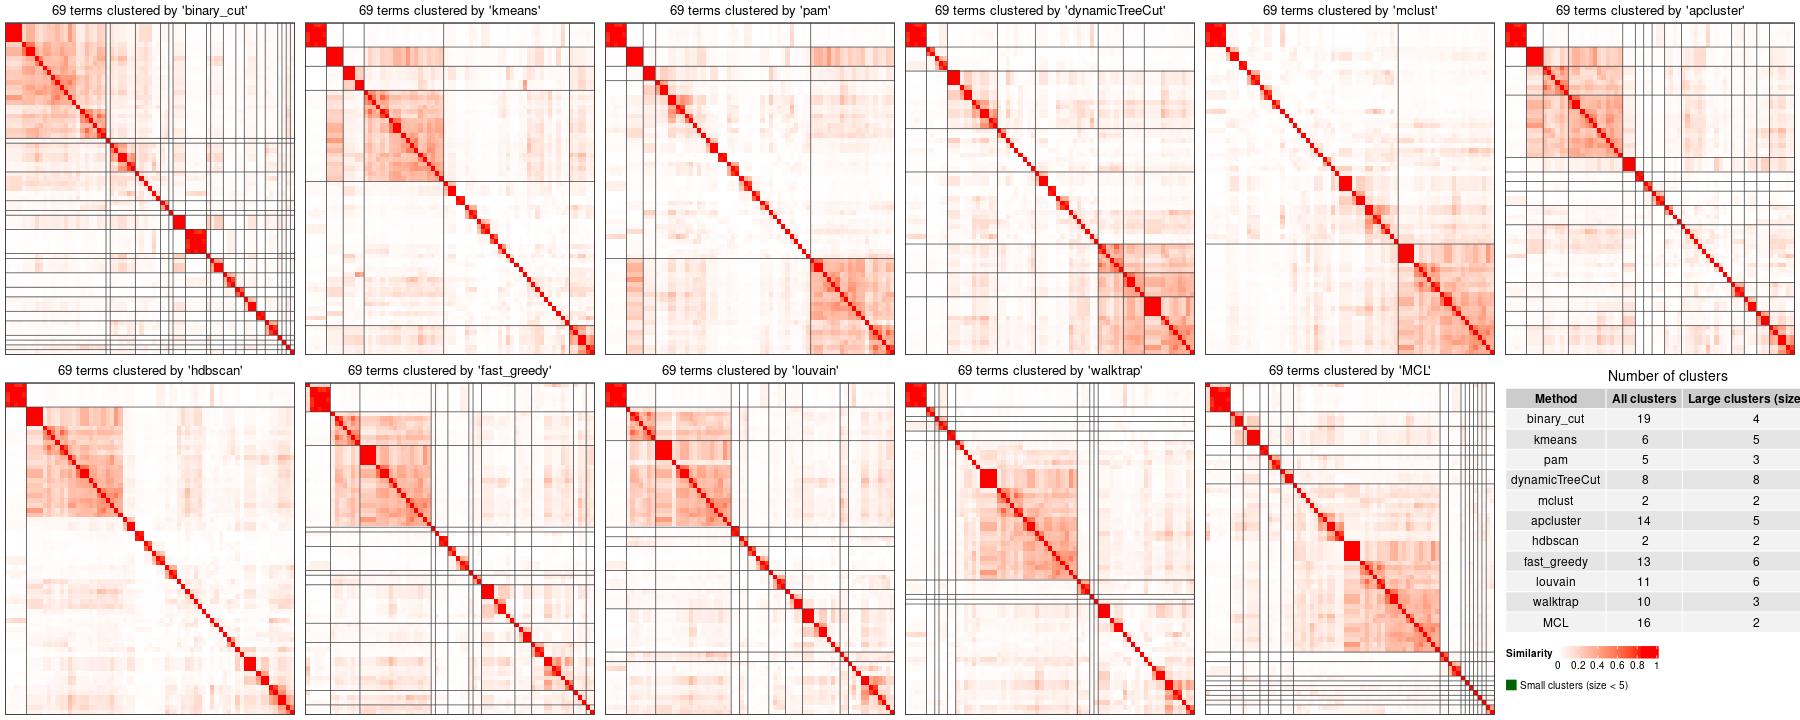 69 terms clustered by 'binary_cut'
69 terms clustered by 'kmeans'
69 terms clustered by 'pam'
69 terms clustered by 'dynamicTreeCut'
69 terms clustered by 'mclust'
69 terms clustered by 'apcluster'
69 terms clustered by 'hdbscan'
69 terms clustered by 'fast_greedy'
69 terms clustered by 'louvain'
69 terms clustered by 'walktrap'
69 terms clustered by 'MCL'
Number of clusters
Method All clusters Large clusters (size
binary_cut 19 4
kmeans 6 5
pam 5 3
dynamicTreeCut 8 8
mclust 2 2
apcluster 14 5
hdbscan 2 2
fast_greedy 13 6
louvain 11 6
walktrap 10 3
MCL 16 2
Similarity
0 0.2 0.4 0.6 0.8 1
Small clusters (size < 5)